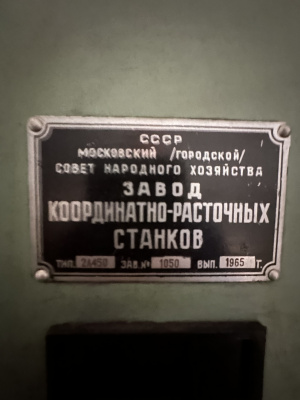 СССР
МОСКОВСКИЙ /ГОРОДСКОЙ/
СОВЕТ НАРОДНОГО ХОЗЯЙСТВА
ЗАВОД
КООРДИНАТНО-РАСТОЧНЫХ
СТАНКОВ
ТИП 2А450 ЗАВ.№ 1050 ВЫП. 1965 Г.